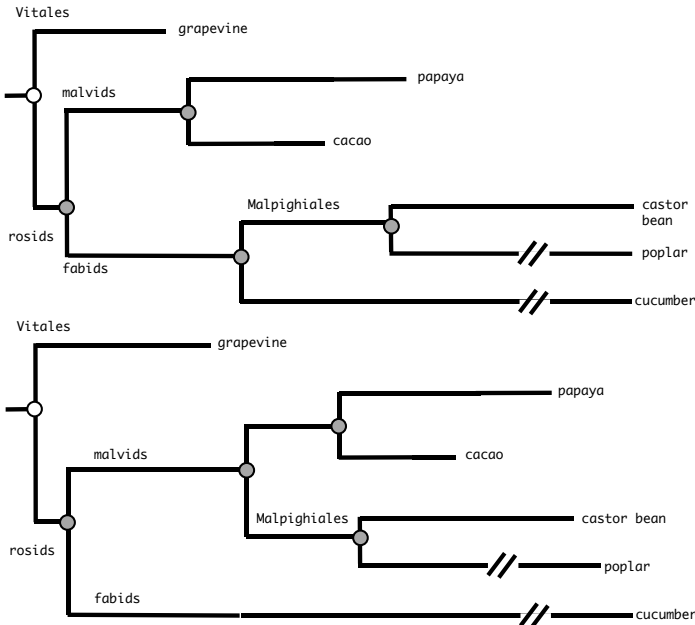 Vitales
grapevine
papaya
malvids
cacao
Malpighiales
castor
bean
rosids
poplar
fabids
cucumber
Vitales
grapevine
papaya
malvids
cacao
Malpighiales
castor bean
rosids
poplar
fabids
cucumber